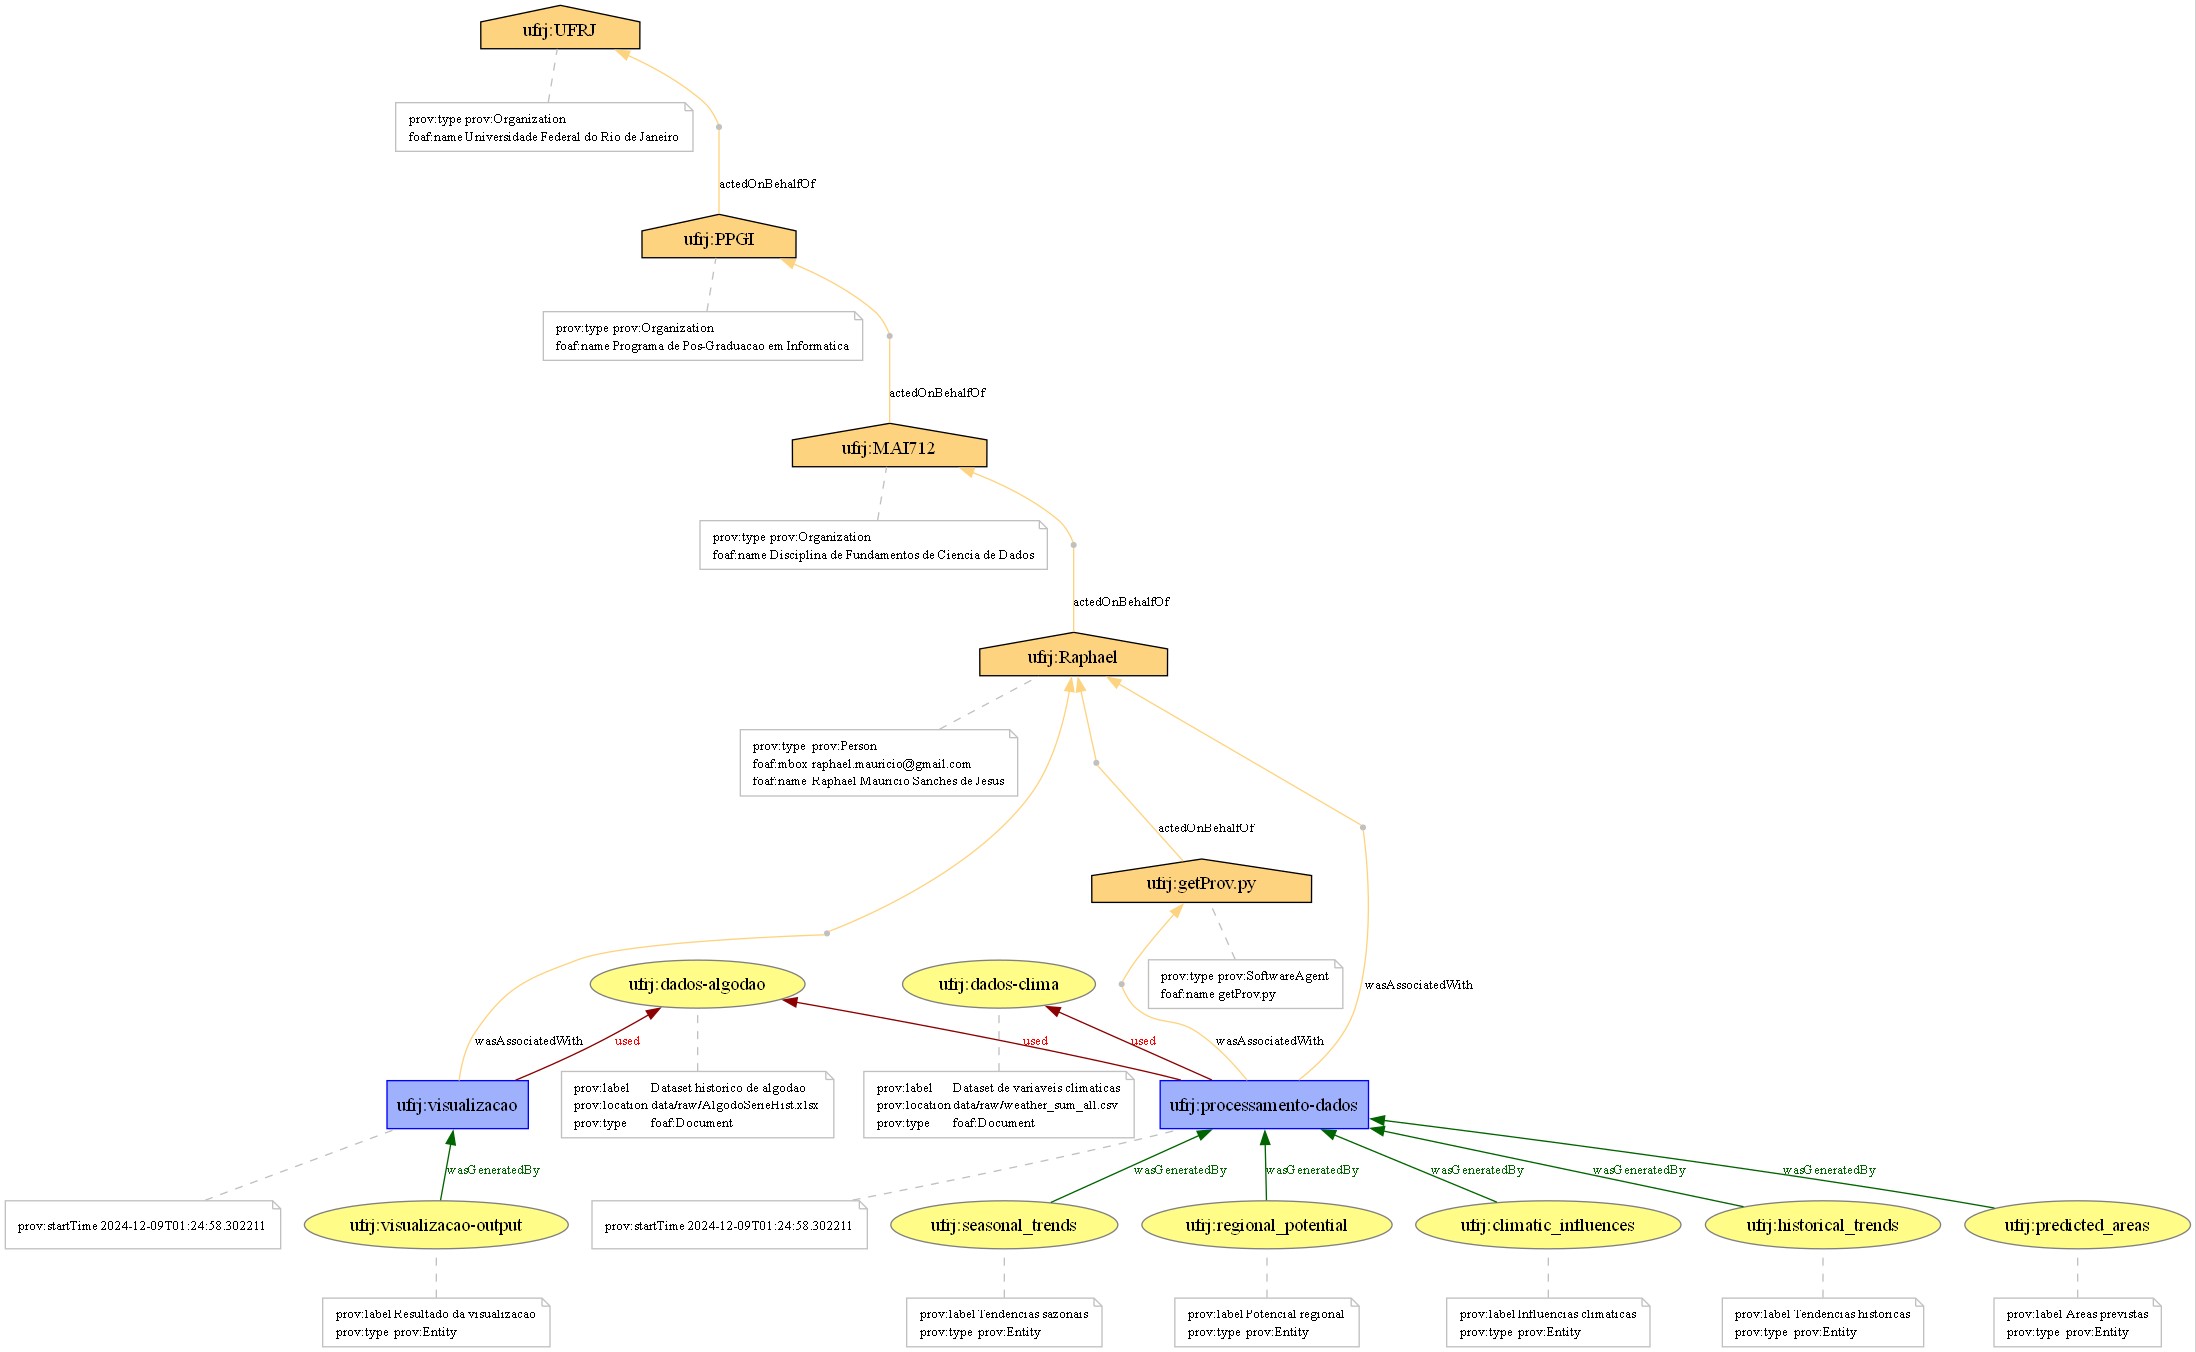 ufrj:UFRJ
prov:type prov:Organization
foaf:name Universidade Federal do Rio de Janeiro
actedOnBehalfOf
ufrj:PPGI
prov:type prov:Organization
foaf:name Programa de Pos-Graduacao em Informatica
actedOnBehalfOf
ufrj:MAI712
prov:type prov:Organization
foaf:name Disciplina de Fundamentos de Ciencia de Dados
actedOnBehalfOf
ufrj:Raphael
prov:type prov:Person
foaf:mbox raphael.mauricio@gmail.com
foaf:name Raphael Mauricio Sanches de Jesus
actedOnBehalfOf
ufrj:getProv.py
prov:type prov:SoftwareAgent
foaf:name getProv.py
ufrj:dados-algodao
ufrj:dados-clima
wasAssociatedWith
wasAssociatedWith
used
used
used
wasAssociatedWith
prov:label Dataset historico de algodao
prov:location data/raw/AlgodoSerieHist.xlsx
prov:type foaf:Document
prov:label Dataset de variaveis climaticas
prov:location data/raw/weather_sum_all.csv
prov:type foaf:Document
ufrj:visualizacao
ufrj:processamento-dados
wasGeneratedBy
wasGeneratedBy
wasGeneratedBy
wasGeneratedBy
wasGeneratedBy
wasGeneratedBy
prov:startTime 2024-12-09T01:24:58.302211
ufrj:visualizacao-output
prov:startTime 2024-12-09T01:24:58.302211
ufrj:seasonal_trends
ufrj:regional_potential
ufrj:climatic_influences
ufrj:historical_trends
ufrj:predicted_areas
prov:label Resultado da visualizacao
prov:type prov:Entity
prov:label Tendencias sazonais
prov:type prov:Entity
prov:label Potencial regional
prov:type prov:Entity
prov:label Influencias climaticas
prov:type prov:Entity
prov:label Tendencias historicas
prov:type prov:Entity
prov:label Areas previstas
prov:type prov:Entity